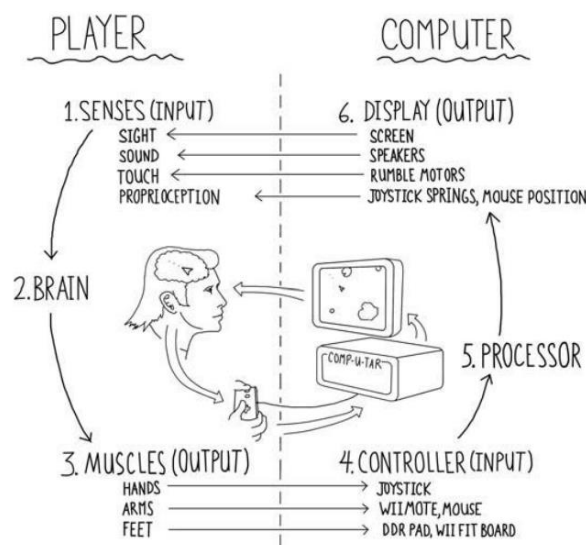 PLAYER
COMPUTER
1. SENSES (INPUT)
SIGHT
SOUND
TOUCH
PROPRIOCEPTION
6. DISPLAY (OUTPUT)
SCREEN
SPEAKERS
RUMBLE MOTORS
JOYSTICK SPRINGS, MOUSE POSITION
2. BRAIN
COMP-U-TAR
5. PROCESSOR
3. MUSCLES (OUTPUT)
HANDS
ARMS
FEET
4. CONTROLLER (INPUT)
JOYSTICK
WIIMOTE, MOUSE
DDR PAD, WII FIT BOARD